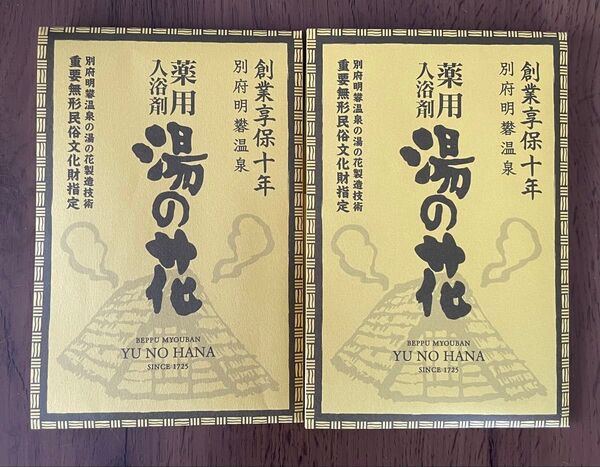 創業享保十年
別府明礬温泉
薬用
入浴剤
湯の花
別府明礬温泉の湯の花製造技術
重要無形民俗文化財指定
BEPPU MYOUBAN
YU NO HANA
SINCE 1725
創業享保十年
別府明礬温泉
薬用
入浴剤
湯の花
別府明礬温泉の湯の花製造技術
重要無形民俗文化財指定
BEPPU MYOUBAN
YU NO HANA
SINCE 1725